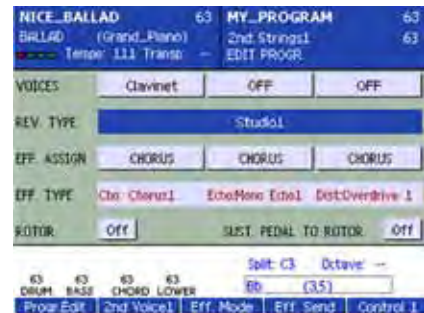 NICE_BALLAD 63 MY_PROGRAM 63
BALLAD (Grand_Piano) 2nd Strings1 63
Tempo: 111 Transp -- EDIT PROGR.
VOICES Clavinet OFF OFF
REV. TYPE Studio1
EFF. ASSIGN CHORUS CHORUS CHORUS
EFF TYPE Cho: Chorus1 Echo:Mono Echo1 Dist:Overdrive 1
ROTOR Off SUST. PEDAL TO ROTOR Off
Split: C3 Octave: --
63 63 63 63 Bb (3.5)
DRUM BASS CHORD LOWER
Progr.Edit 2nd Voice1 Eff. Mode Eff Send Control 1